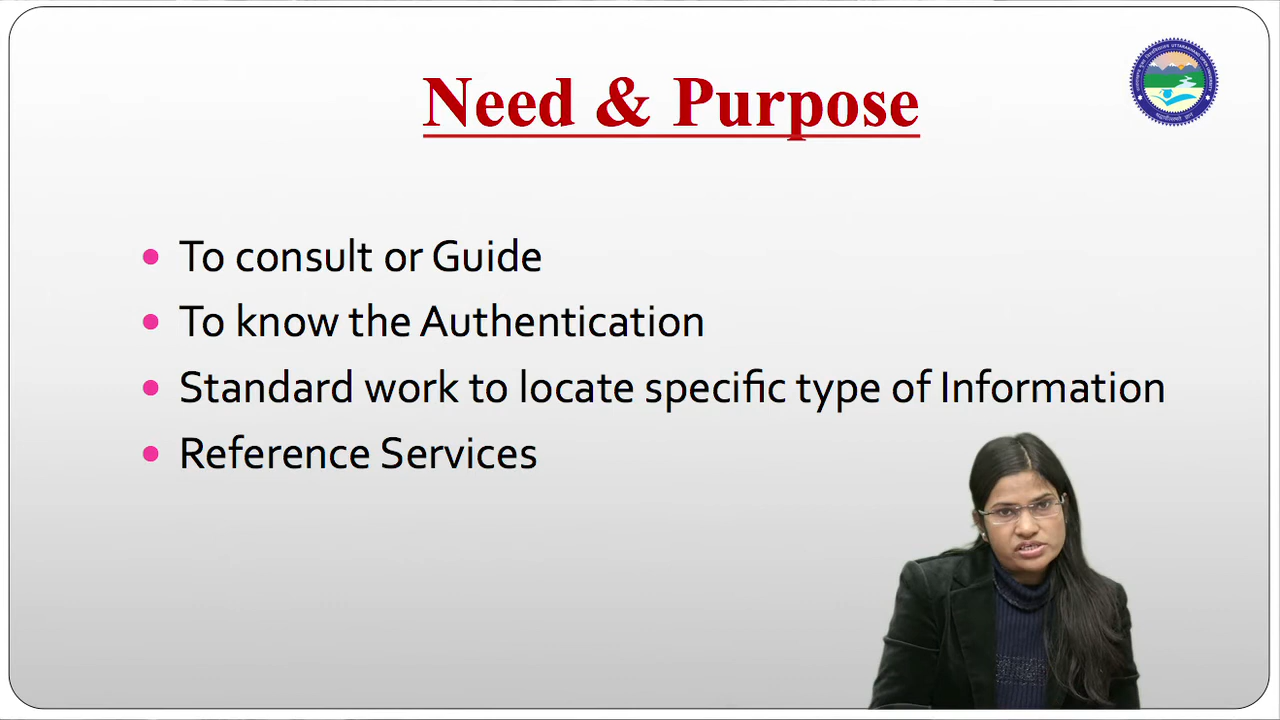 Need & Purpose
To consult or Guide
To know the Authentication
Standard work to locate specific type of Information
Reference Services